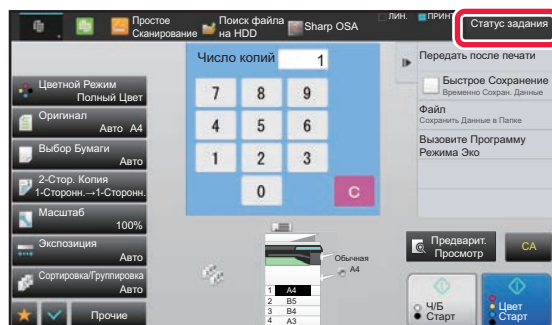 Простое
Сканирование
Поиск файла
на HDD
Sharp OSA
ЛИН.
ПРИНТ
Статус задания
Число копий 1
Передать после печати
Быстрое Сохранение
Временно Сохран. Данные
Файл
Сохранить Данные в Папке
Вызовите Программу
Режима Эко
Цветной Режим
Полный Цвет
Оригинал
Авто A4
Выбор Бумаги
Авто
2-Стор. Копия
1-Сторонн.→1-Сторонн.
Масштаб
100%
Экспозиция
Авто
Сортировка/Группировка
Авто
Прочие
7 8 9
4 5 6
1 2 3
0 C
Обычная
A4
1 A4
2 B5
3 B4
4 A3
Предварит.
Просмотр
CA
Ч/Б
Старт
Цвет
Старт